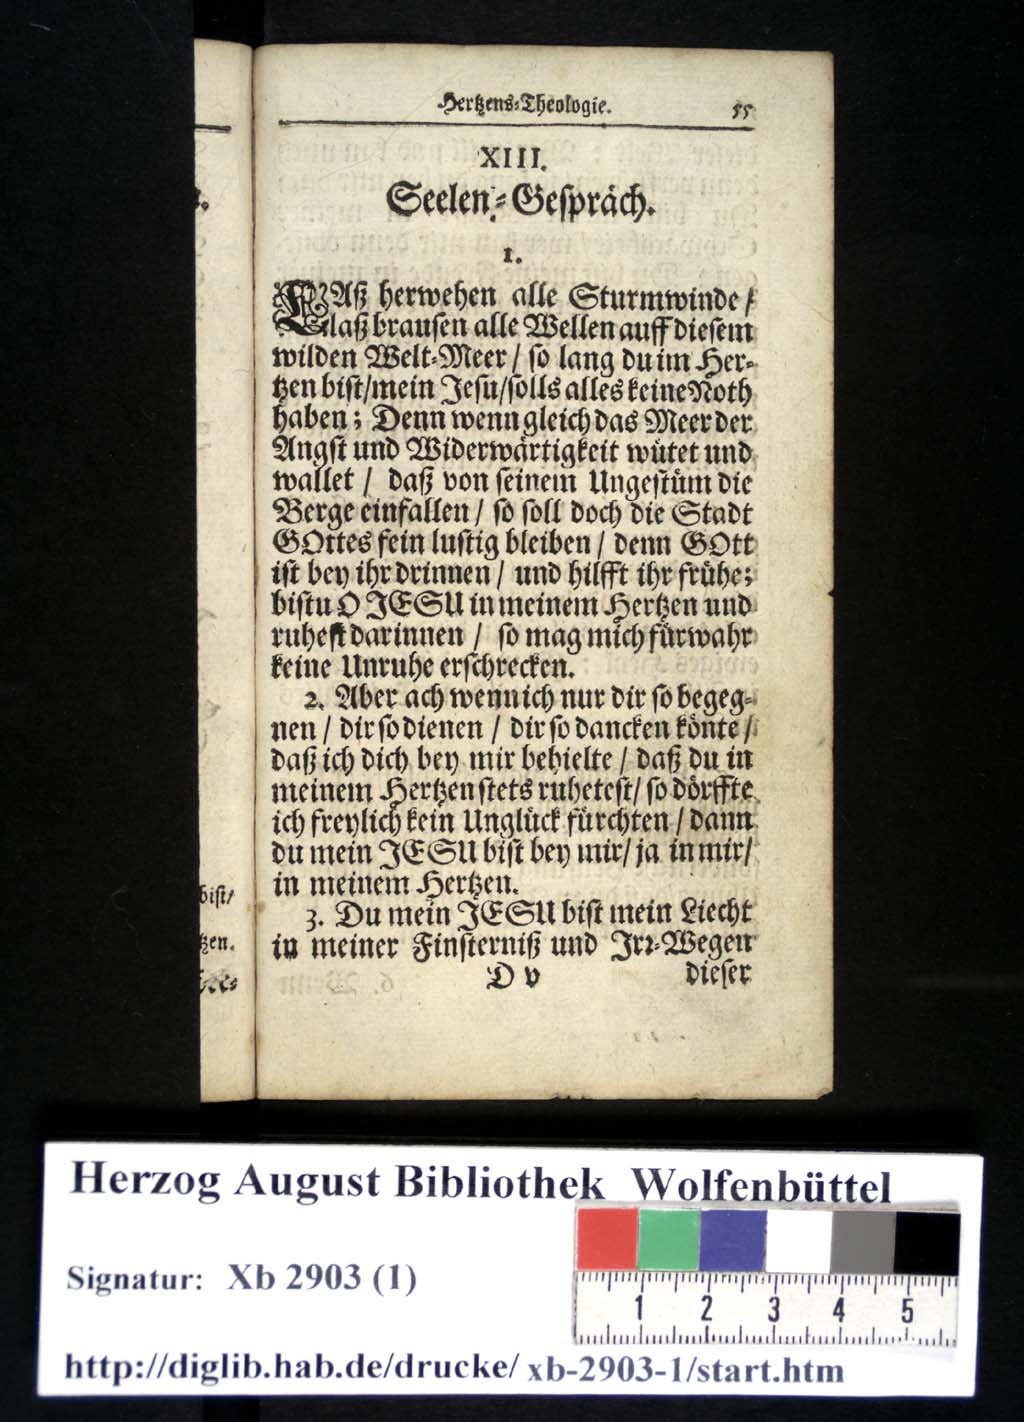 Hertzens-Theologie. 55
XIII.
Seelen-Gespräch.
1.
LAß herwehen alle Sturmwinde /
laß brausen alle Wellen auff diesem
wilden Welt-Meer / so lang du im Her-
tzen bist/mein Jesu/solls alles keine Noth
haben; Denn wenn gleich das Meer der
Angst und Widerwärtigkeit wütet und
wallet / daß von seinem Ungestüm die
Berge einfallen / so soll doch die Stadt
GOttes fein lustig bleiben / denn GOtt
ist bey ihr drinnen / und hilfft ihr frühe;
bistu O JESU in meinem Hertzen und
ruhest darinnen / so mag mich fürwahr
keine Unruhe erschrecken.
2. Aber ach wenn ich nur dir so begeg-
nen / dir so dienen / dir so dancken könte /
daß ich dich bey mir behielte / daß du in
meinem Hertzen stets ruhetest/ so dörffte
ich freylich kein Unglück fürchten / dann
du mein JESU bist bey mir/ ja in mir/
in meinem Hertzen.
3. Du mein JESU bist mein Liecht
in meiner Finsterniß und Irr-Wegen
D v dieser
bist/
tzen.
Herzog August Bibliothek Wolfenbüttel
Signatur: Xb 2903 (1)
1 2 3 4 5
http://diglib.hab.de/drucke/ xb-2903-1/start.htm